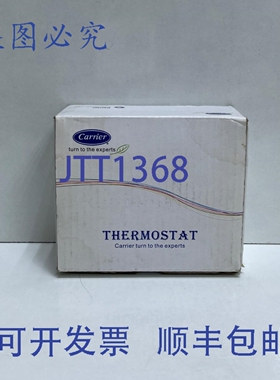 盗图必究
Carrier
turn to the experts
JTT1368
THERMOSTAT
Carrier turn to the experts
可开发票 顺丰包邮